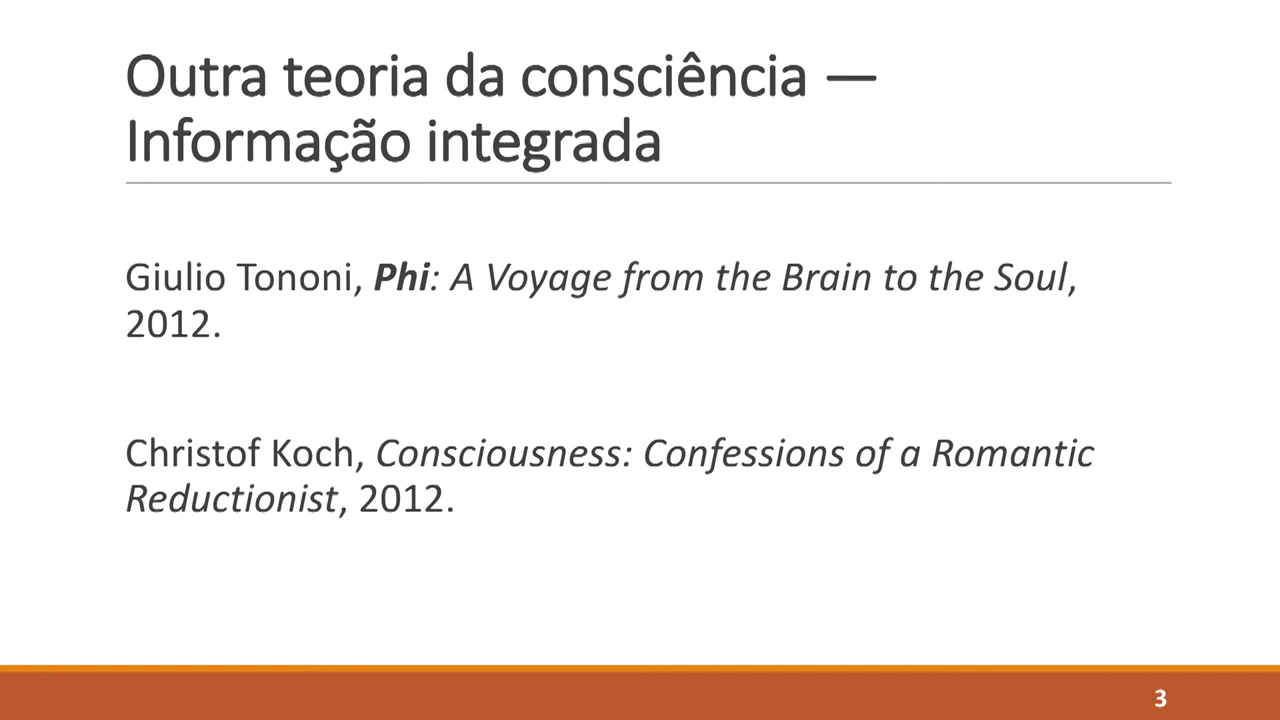 Outra teoria da consciência —
Informação integrada
Giulio Tononi, Phi: A Voyage from the Brain to the Soul,
2012.
Christof Koch, Consciousness: Confessions of a Romantic
Reductionist, 2012.
3